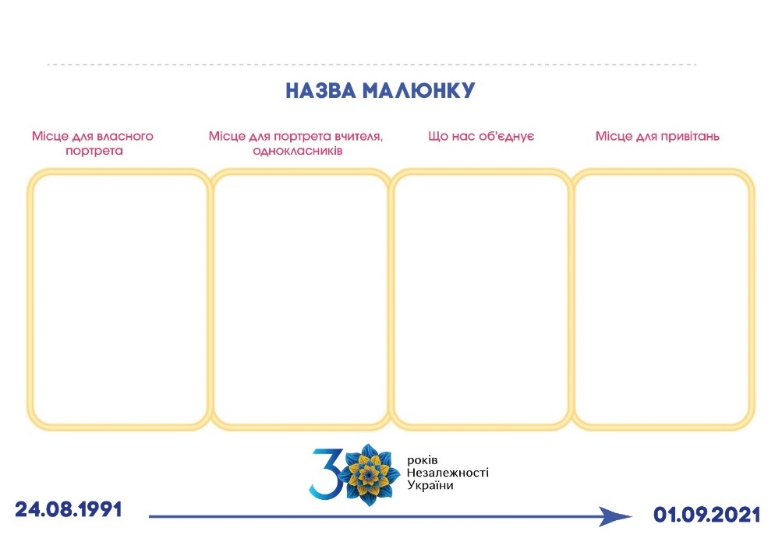 НАЗВА МАЛЮНКУ
Місце для власного
портрета
Місце для портрета вчителя,
однокласників
Що нас об'єднує
Місце для привітань
30
років
Незалежності
України
24.08.1991
01.09.2021